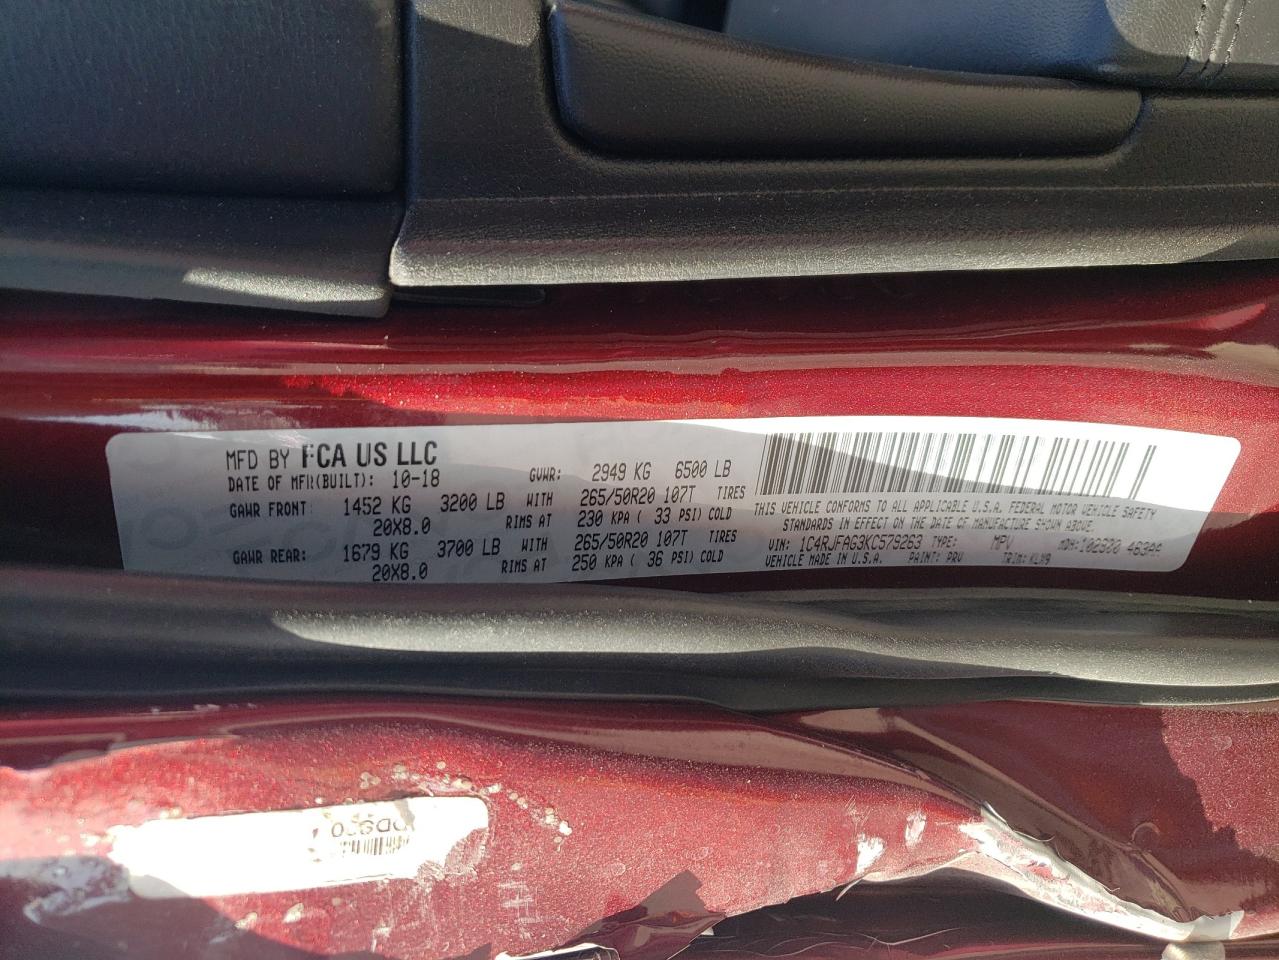 MFD BY FCA US LLC
DATE OF MFR(BUILT): 10-18 GVWR: 2949 KG 6500 LB
GAWR FRONT: 1452 KG 3200 LB WITH 265/50R20 107T TIRES
20X8.0 RIMS AT 230 KPA ( 33 PSI) COLD
GAWR REAR: 1679 KG 3700 LB WITH 265/50R20 107T TIRES
20X8.0 RIMS AT 250 KPA ( 36 PSI) COLD
THIS VEHICLE CONFORMS TO ALL APPLICABLE U.S.A. FEDERAL MOTOR VEHICLE SAFETY
STANDARDS IN EFFECT ON THE DATE OF MANUFACTURE SHOWN ABOVE.
VIN: 1C4RJFAG3KC579263 TYPE: MPV MDH:
VEHICLE MADE IN U.S.A. PAINT: PRV TRIM: